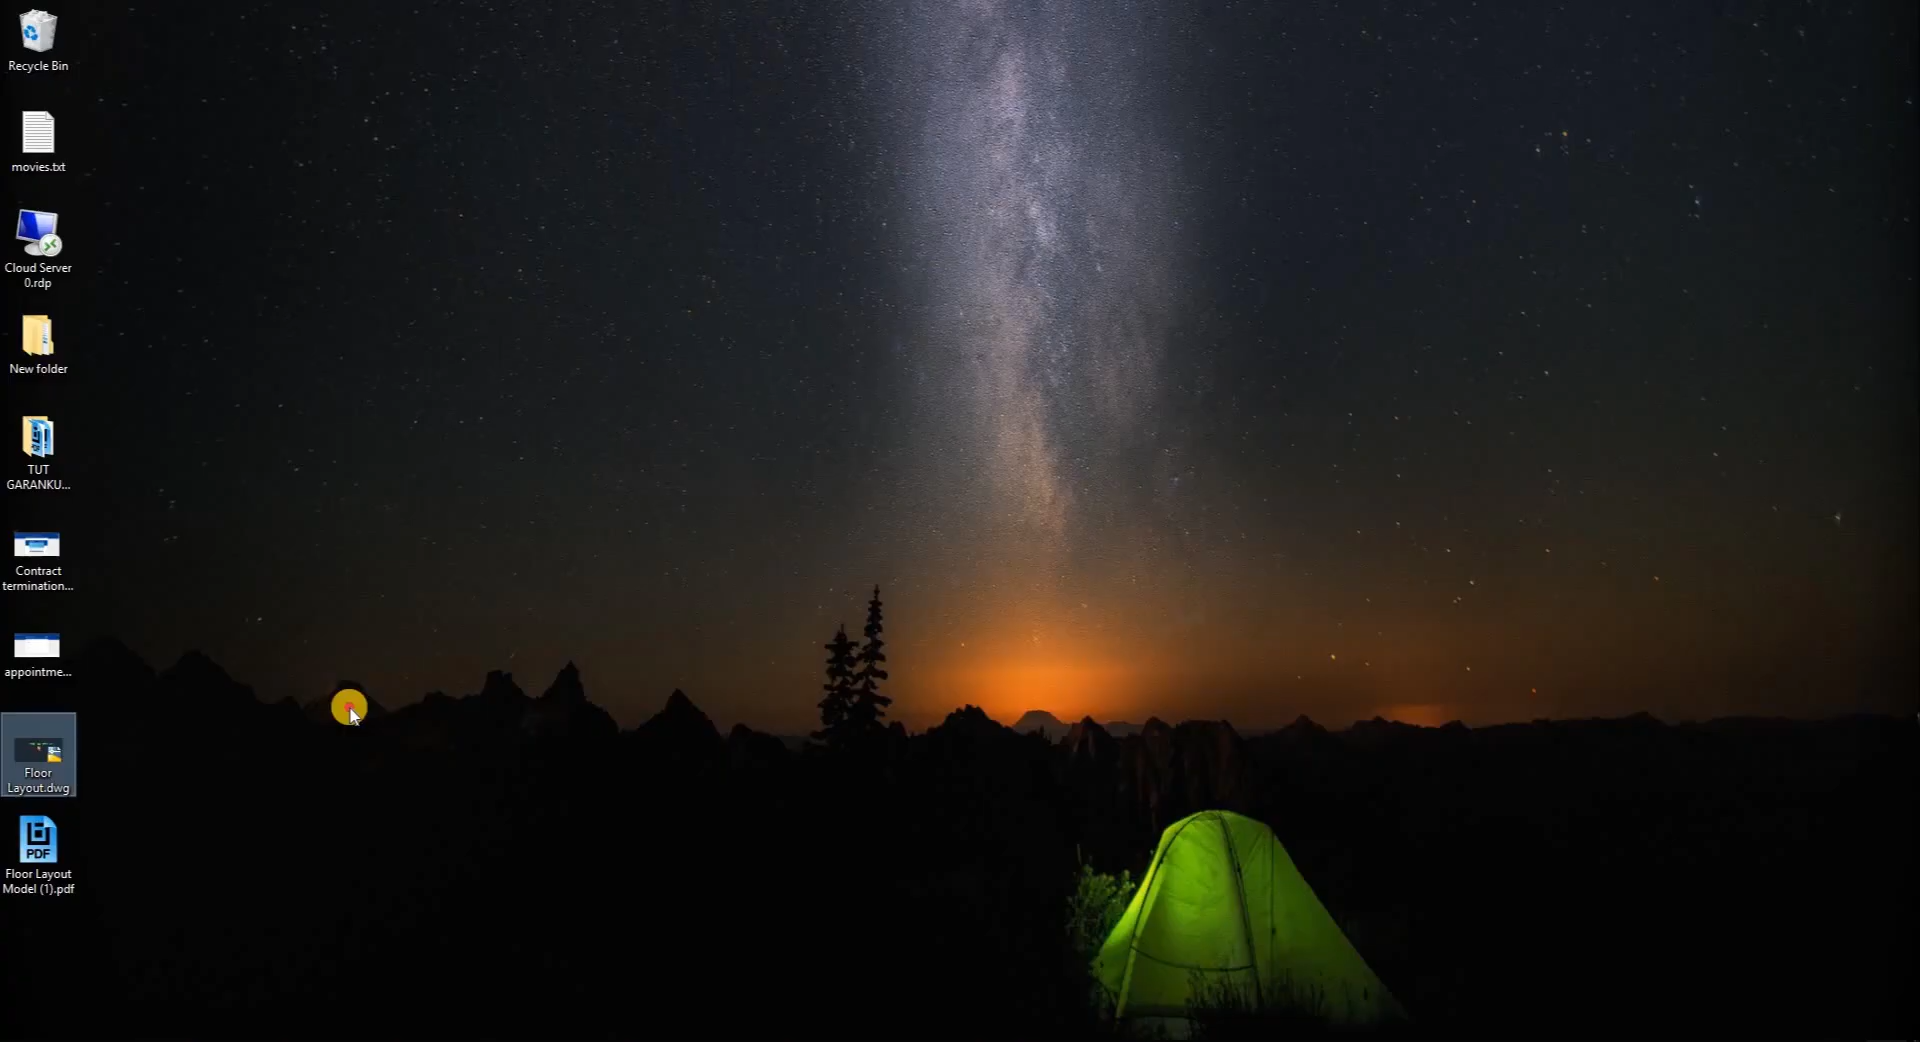 Recycle Bin
movies.txt
Cloud Server
0.rdp
New folder
TUT
GARANKU...
Contract
termination...
appointme...
Floor
Layout.dwg
PDF
Floor Layout
Model (1).pdf